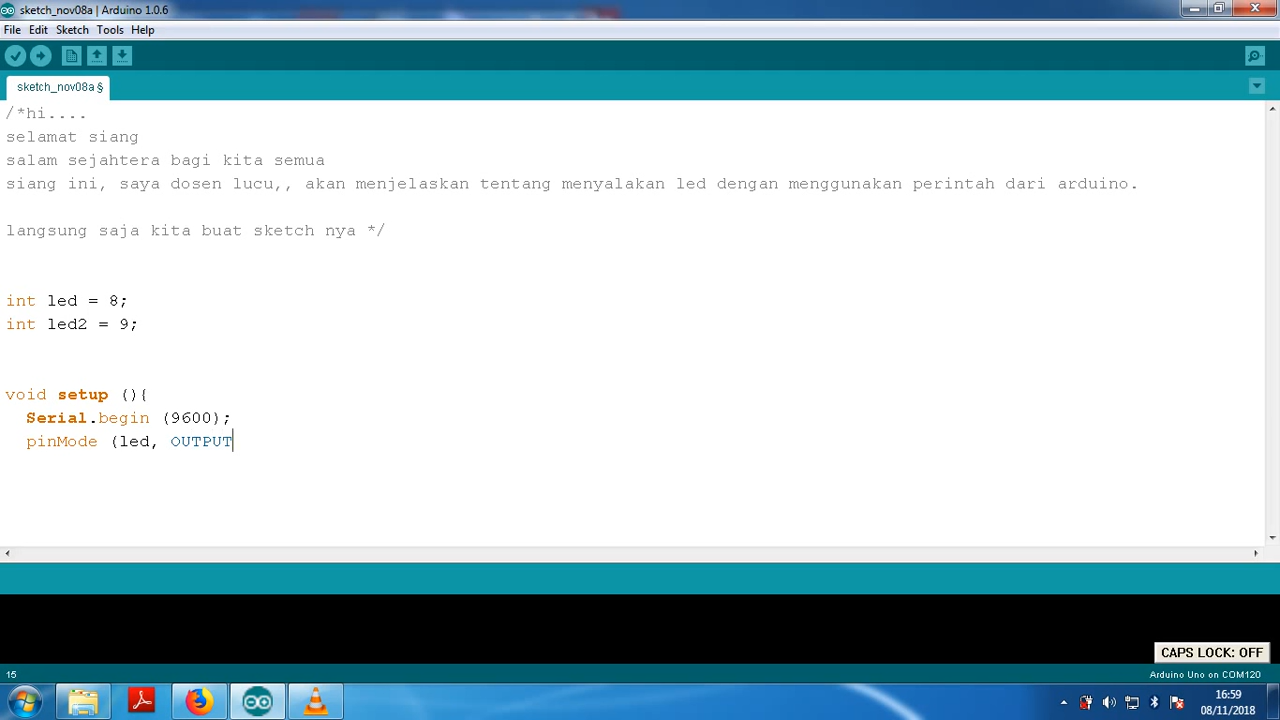 sketch_nov08a | Arduino 1.0.6
File Edit Sketch Tools Help
sketch_nov08a §
/*hi....
selamat siang
salam sejahtera bagi kita semua
siang ini, saya dosen lucu,, akan menjelaskan tentang menyalakan led dengan menggunakan perintah dari arduino.
langsung saja kita buat sketch nya */
int led = 8;
int led2 = 9;
void setup (){
Serial.begin (9600);
pinMode (led, OUTPUT
CAPS LOCK: OFF
15
Arduino Uno on COM120
16:59
08/11/2018